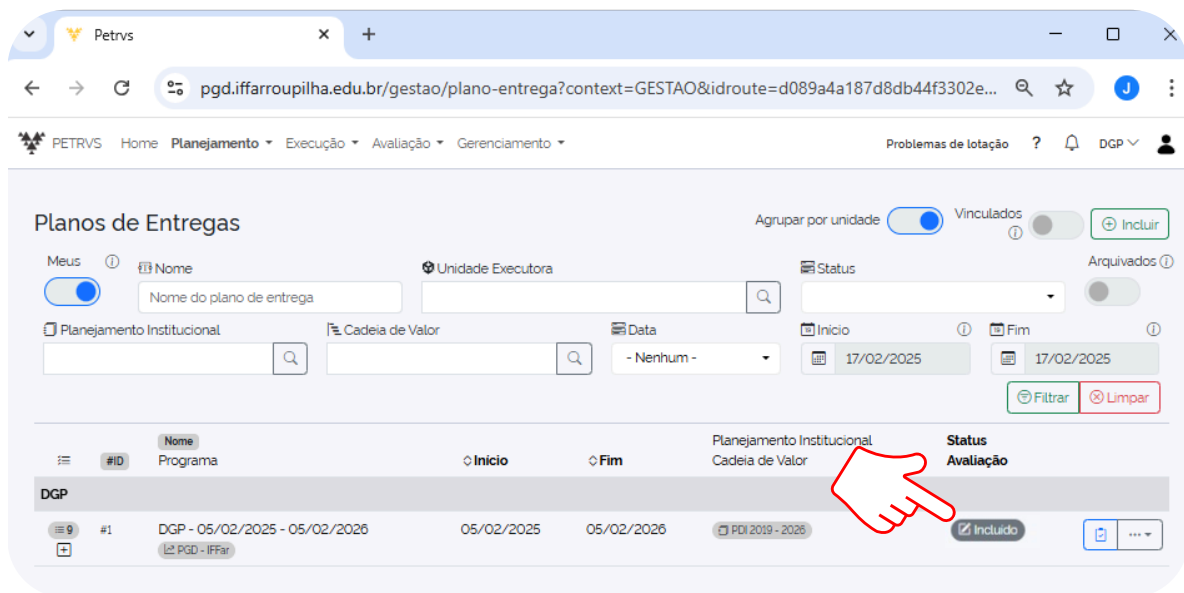 Petrvs
pgd.iffarroupilha.edu.br/gestao/plano-entrega?context=GESTAO&idroute=d089a4a187d8db44f3302e...
J
PETRVS Home Planejamento Execução Avaliação Gerenciamento Problemas de lotação ? DGP
Planos de Entregas
Agrupar por unidade Vinculados Incluir
Meus Nome Unidade Executora Status Arquivados
Nome do plano de entrega
Planejamento Institucional Cadeia de Valor Data Início Fim
- Nenhum - 17/02/2025 17/02/2025
Filtrar Limpar
Nome Planejamento Institucional Status
#ID Programa Início Fim Cadeia de Valor Avaliação
DGP
9 #1 DGP - 05/02/2025 - 05/02/2026 05/02/2025 05/02/2026 PDI 2019 - 2026 Incluído
PGD - IFFar